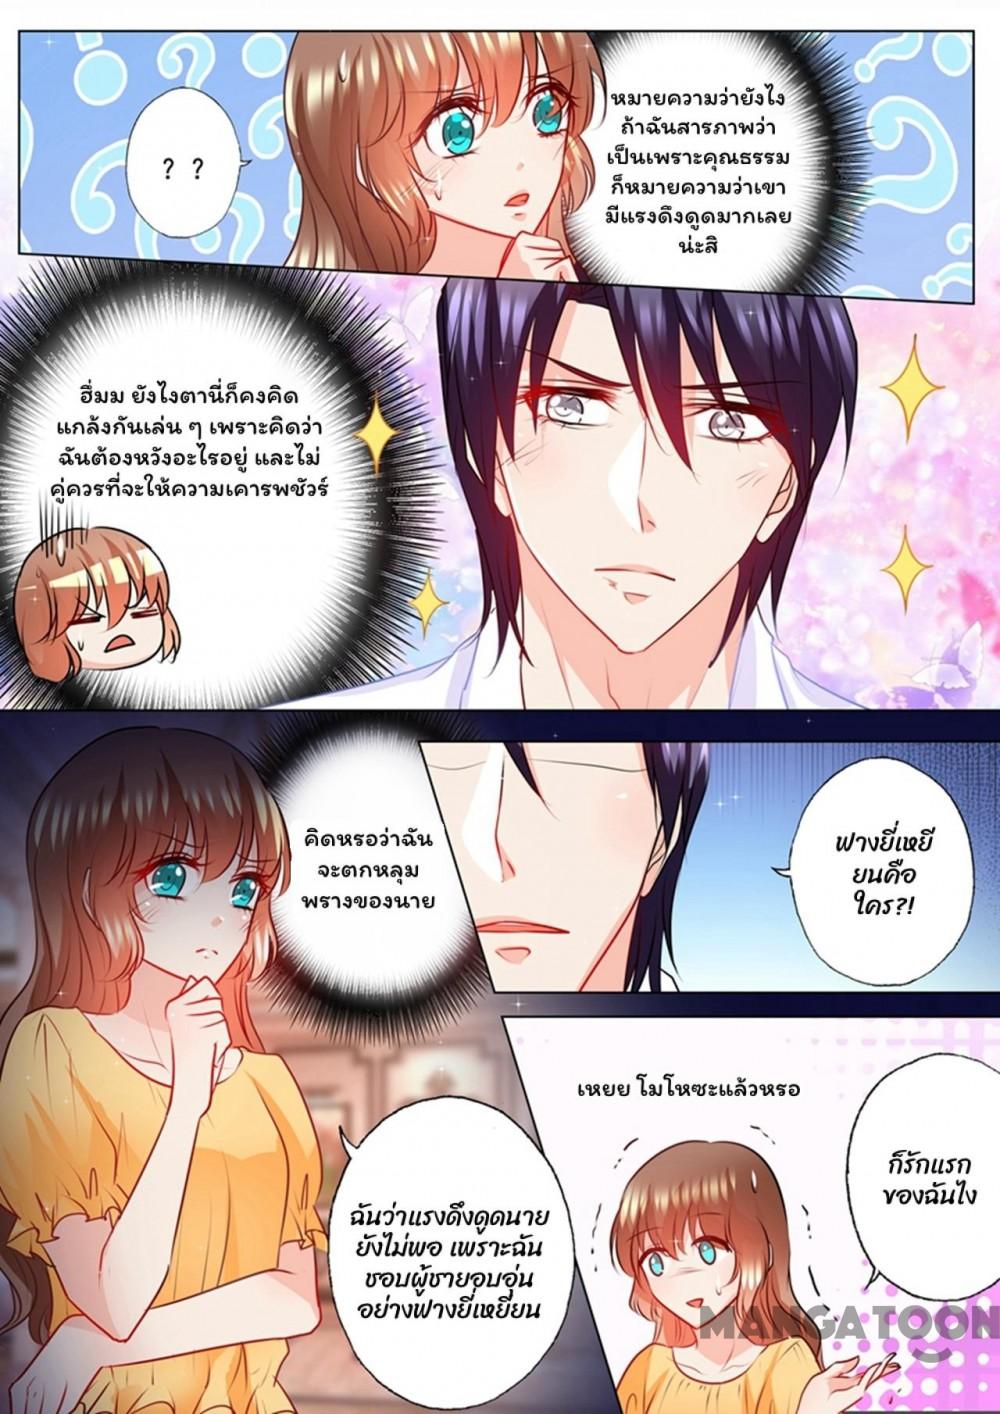 ? ?
หมายความว่ายังไง
ถ้าฉันสารภาพว่า
เป็นเพราะคุณธรรม
ก็หมายความว่าเขา
มีแรงดึงดูดมากเลย
น่ะสิ
ฮึ่มม ยังไงตานี่ก็คงคิด
แกล้งกันเล่น ๆ เพราะคิดว่า
ฉันต้องหวังอะไรอยู่ และไม่
คู่ควรที่จะให้ความเคารพชัวร์
คิดหรอว่าฉัน
จะตกหลุม
พรางของนาย
ฟางยี่เหยี
ยนคือ
ใคร?!
ฉันว่าแรงดึงดูดนาย
ยังไม่พอ เพราะฉัน
ชอบผู้ชายอบอุ่น
อย่างฟางยี่เหยียน
เหยย โมโหซะแล้วหรอ
ก็รักแรก
ของฉันไง
MANGATOON